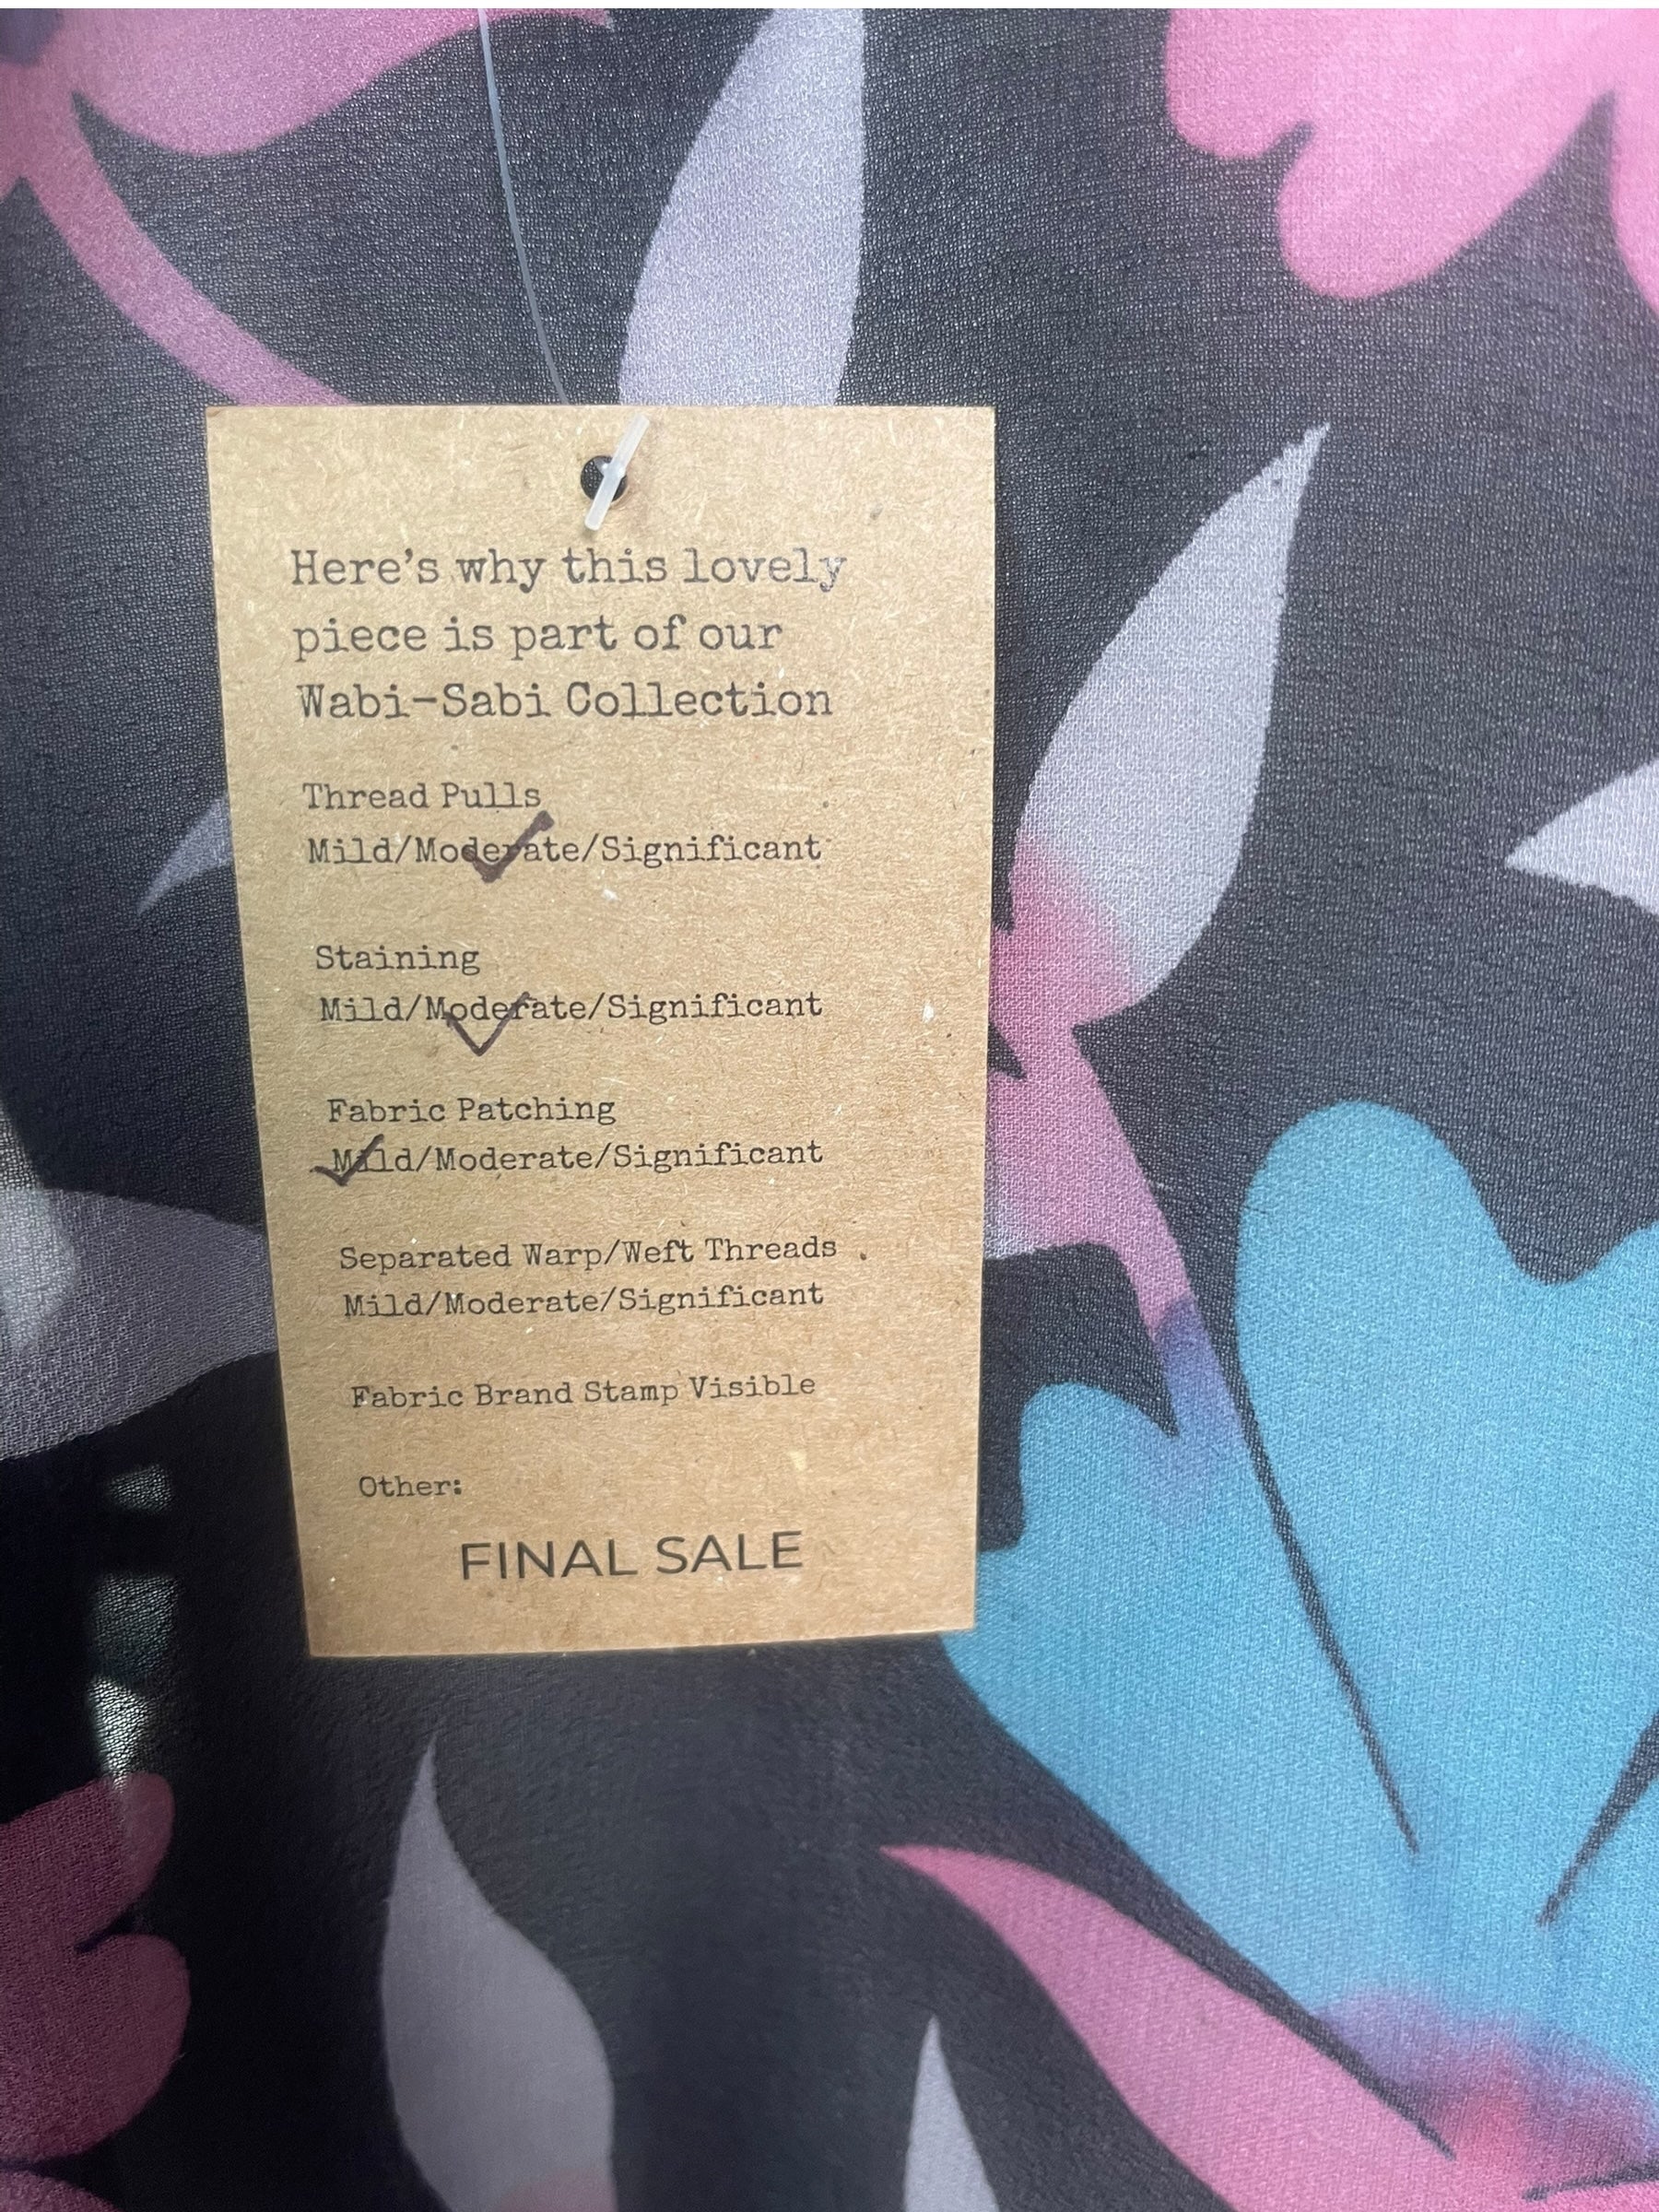 Here's why this lovely
piece is part of our
Wabi-Sabi Collection
Thread Pulls
Mild/Moderate/Significant
Staining
Mild/Moderate/Significant
Fabric Patching
Mild/Moderate/Significant
Separated Warp/Weft Threads
Mild/Moderate/Significant
Fabric Brand Stamp Visible
Other:
FINAL SALE